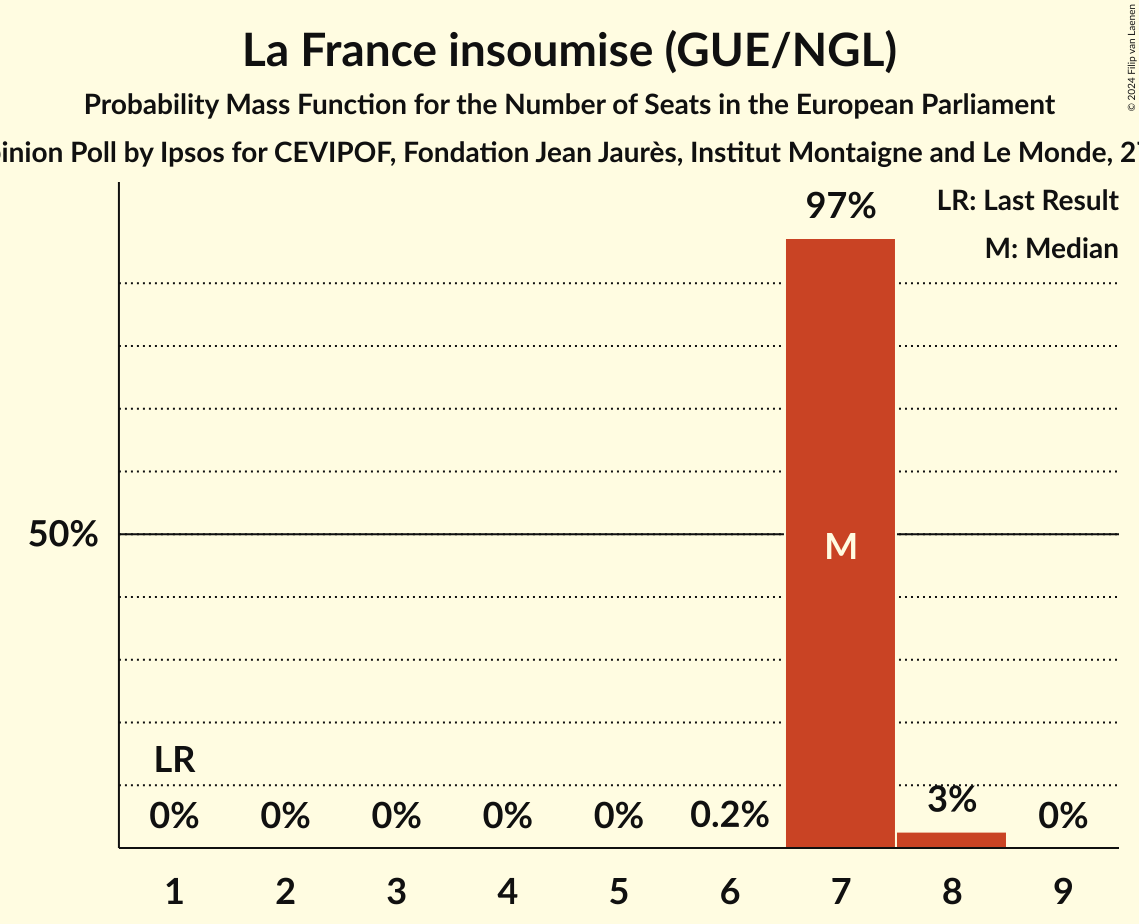 La France insoumise (GUE/NGL)
Probability Mass Function for the Number of Seats in the European Parliament
Poll by Ipsos for CEVIPOF, Fondation Jean Jaurès, Institut Montaigne and Le Monde,
© 2024 Filip van Laenen
LR: Last Result
M: Median
97%
50%
M
LR
0% 0% 0% 0% 0% 0.2% 3% 0%
1 2 3 4 5 6 7 8 9